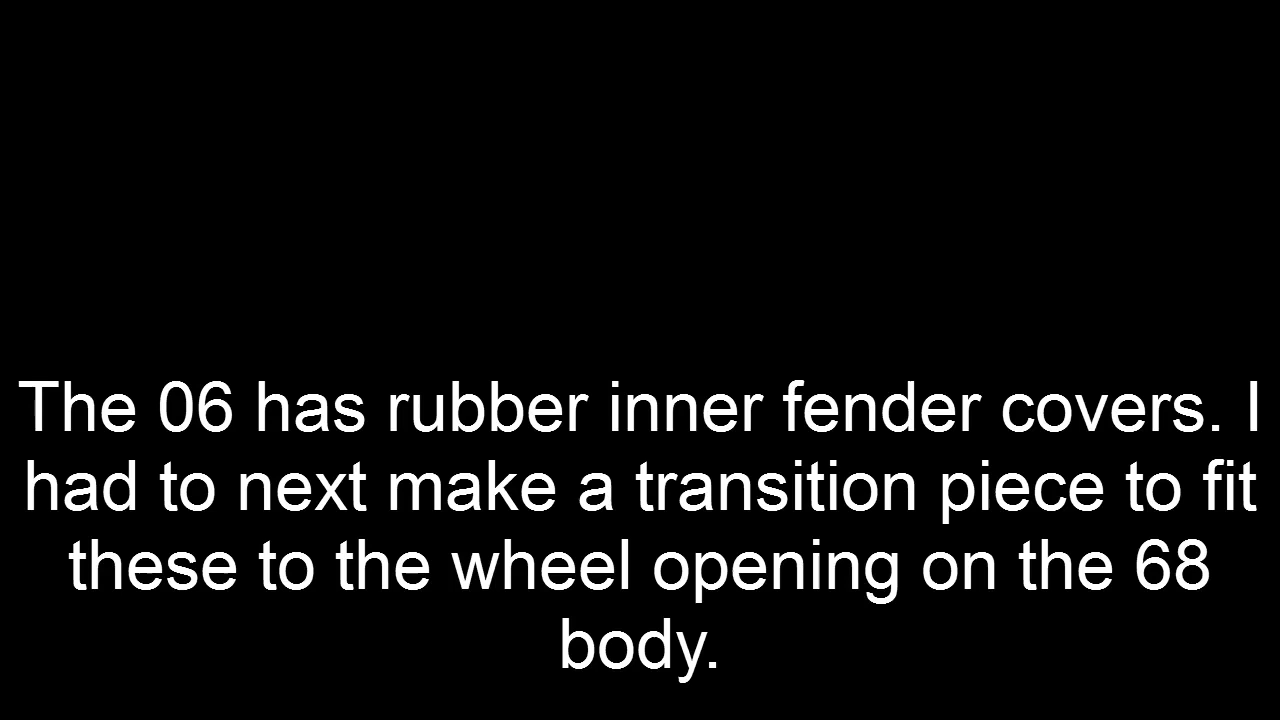 The 06 has rubber inner fender covers. I
had to next make a transition piece to fit
these to the wheel opening on the 68
body.